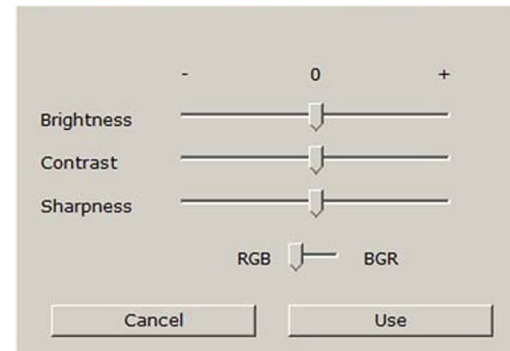 - 0 +
Brightness
Contrast
Sharpness
RGB BGR
Cancel Use